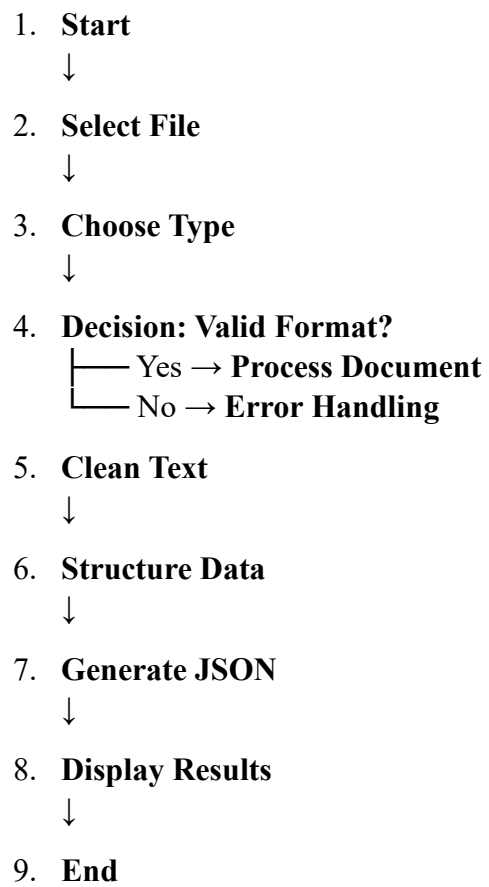 1. Start
↓
2. Select File
↓
3. Choose Type
↓
4. Decision: Valid Format?
├── Yes → Process Document
└── No → Error Handling
5. Clean Text
↓
6. Structure Data
↓
7. Generate JSON
↓
8. Display Results
↓
9. End